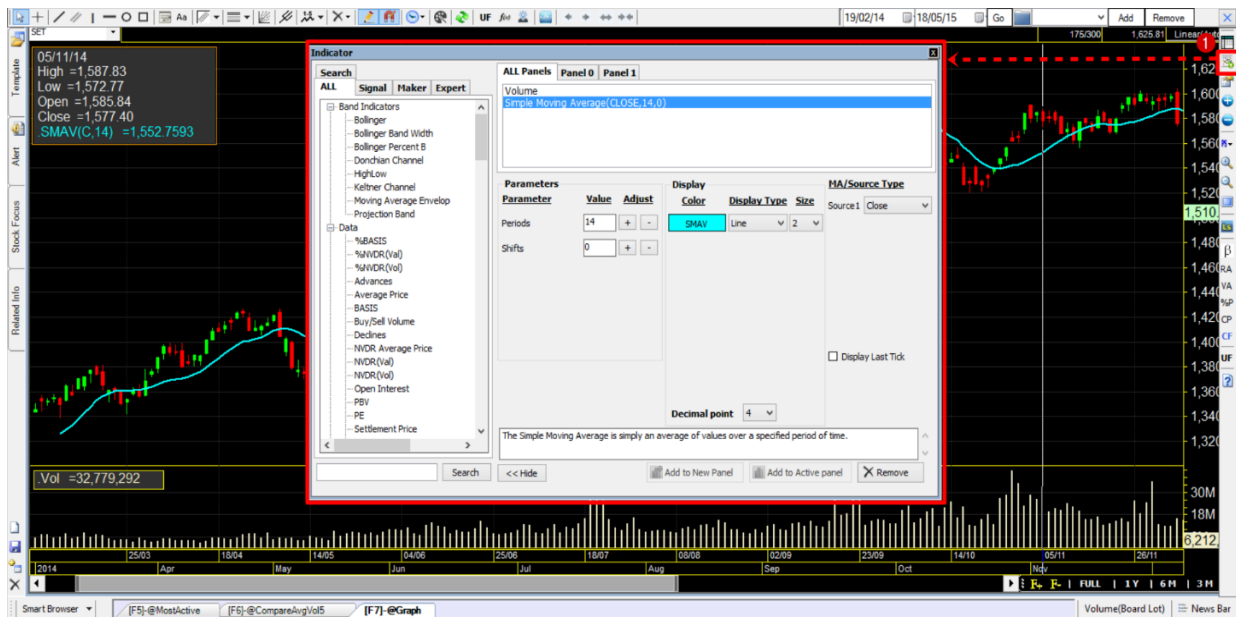 Aa
UF
19/02/14
18/05/15
Go
Add
Remove
SET
175/300
1,625.81
1
05/11/14
High =1,587.83
Low =1,572.77
Open =1,585.84
Close =1,577.40
.SMAV(C,14) =1,552.7593
Template
Alert
Stock Focus
Related Info
Indicator
Search
ALL
Signal
Maker
Expert
Band Indicators
Bollinger
Bollinger Band Width
Bollinger Percent B
Donchian Channel
HighLow
Keltner Channel
Moving Average Envelop
Projection Band
Data
%BASIS
%NVDR(Val)
%NVDR(Vol)
Advances
Average Price
BASIS
Buy/Sell Volume
Declines
NVDR Average Price
NVDR(Val)
NVDR(Vol)
Open Interest
PBV
PE
Settlement Price
Search
ALL Panels
Panel 0
Panel 1
Volume
Simple Moving Average(CLOSE,14,0)
Parameters
Parameter Value Adjust
Periods 14 + -
Shifts 0 + -
Display
Color Display Type Size
SMAV Line 2
MA/Source Type
Source1 Close
Display Last Tick
Decimal point 4
The Simple Moving Average is simply an average of values over a specified period of time.
<< Hide
Add to New Panel
Add to Active panel
Remove
1,600
1,580
1,560
1,540
1,520
1,510.
1,480
1,460
1,440
1,420
1,400
1,380
1,360
1,340
1,320
30M
18M
6,212,
β
RA
VA
%P
CP
CF
UF
?
.Vol =32,779,292
25/03
18/04
14/05
04/06
25/06
18/07
08/08
02/09
23/09
14/10
05/11
26/11
2014
Apr
May
Jun
Jul
Aug
Sep
Oct
Nov
F+ F- | FULL | 1Y | 6M | 3M
Smart Browser
[F5]-@MostActive
[F6]-@CompareAvgVol5
[F7]-@Graph
Volume(Board Lot)
News Bar